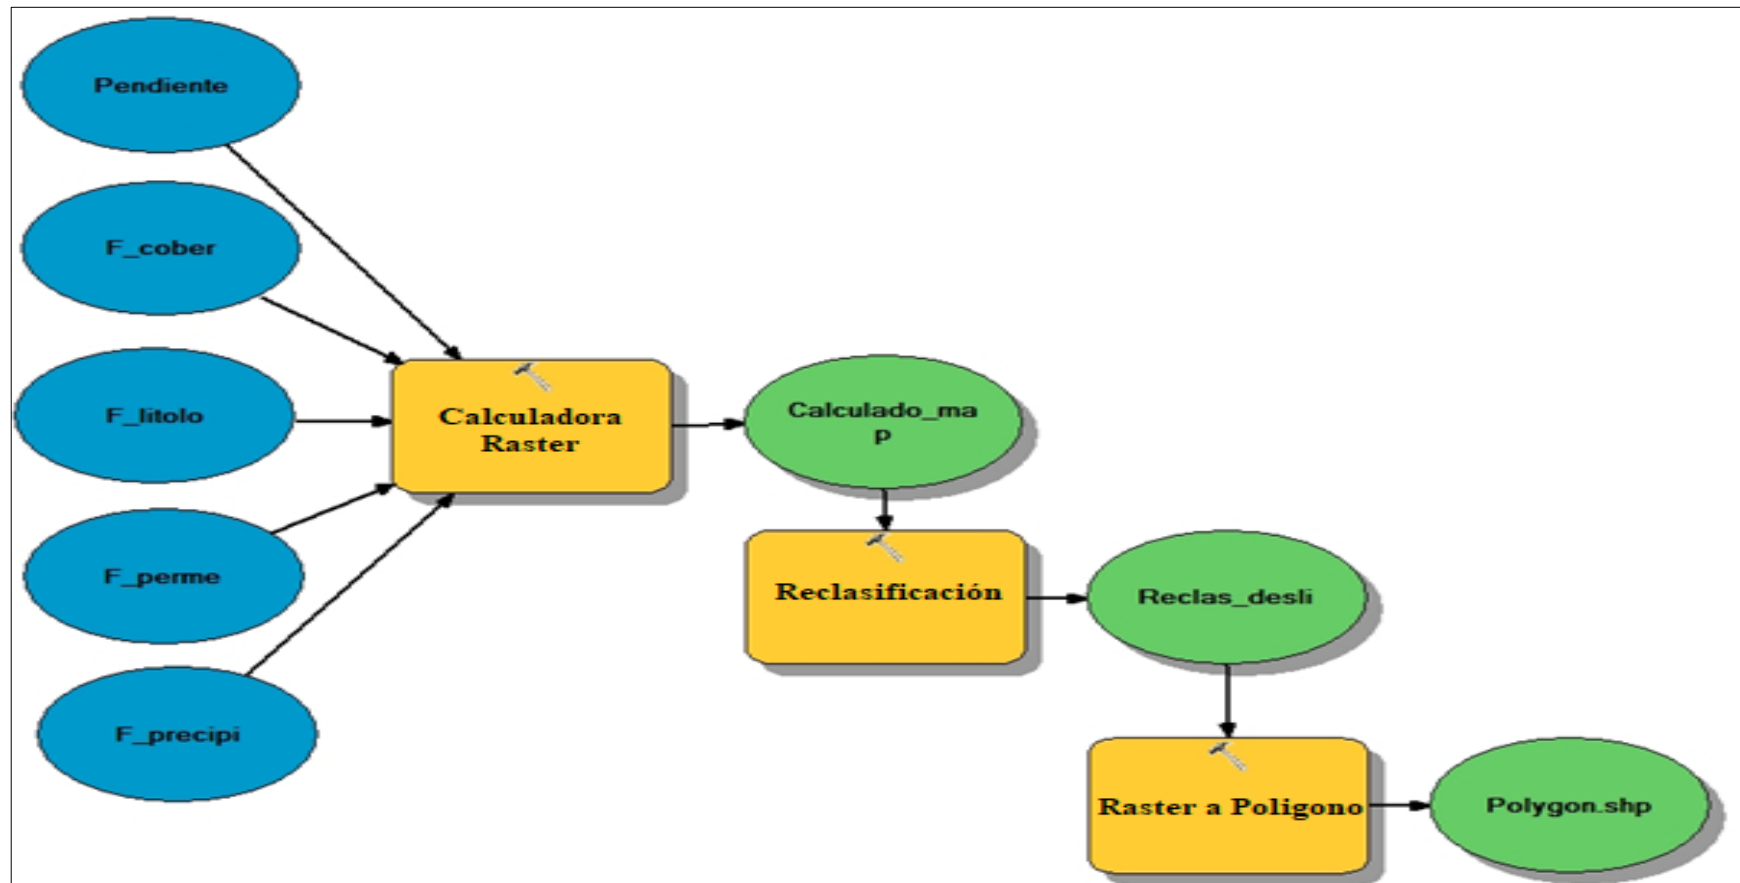 Pendiente
F_cober
F_litolo
F_perme
F_precipi
Calculadora
Raster
Calculado_ma
p
Reclasificación
Reclas_desli
Raster a Poligono
Polygon.shp